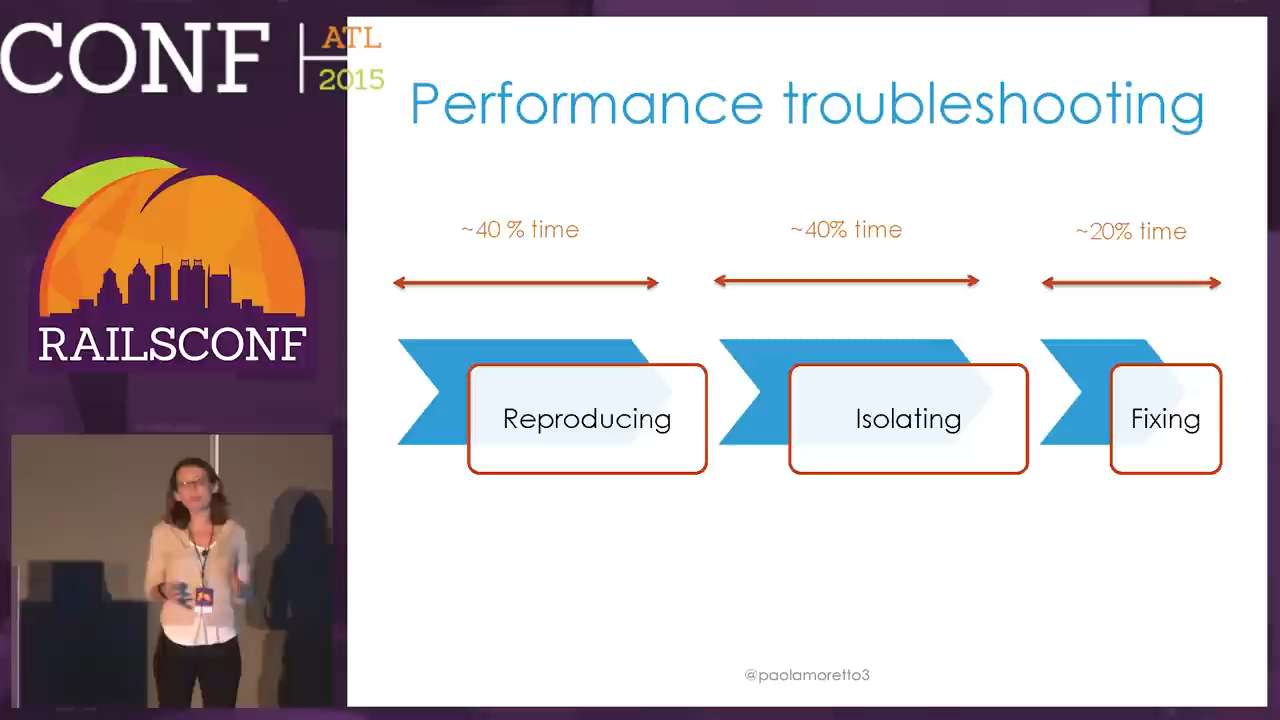 CONF
ATL
2015
RAILSCONF
Performance troubleshooting
~40 % time
~40% time
~20% time
Reproducing
Isolating
Fixing
@paolamoretto3